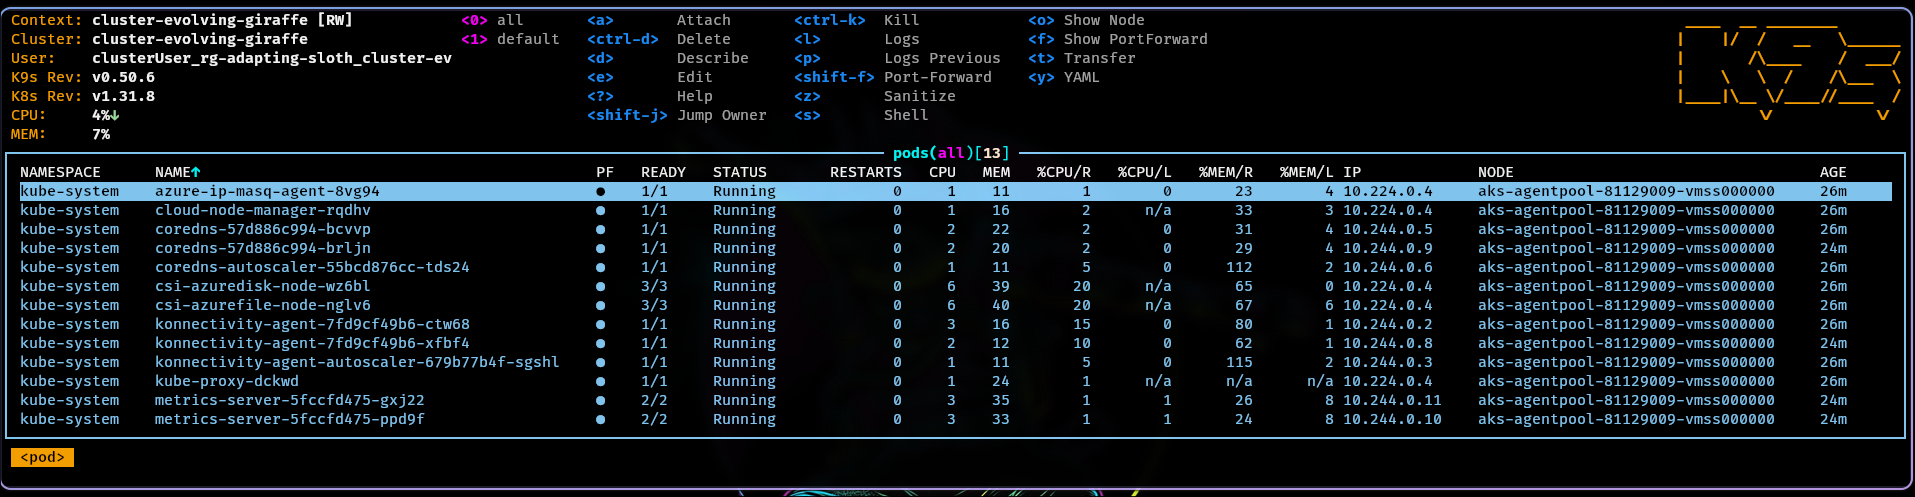 Context: cluster-evolving-giraffe [RW] <0> all <a> Attach <ctrl-k> Kill <o> Show Node
Cluster: cluster-evolving-giraffe <1> default <ctrl-d> Delete <l> Logs <f> Show PortForward
User: clusterUser_rg-adapting-sloth_cluster-ev <d> Describe <p> Logs Previous <t> Transfer
K9s Rev: v0.50.6 <e> Edit <shift-f> Port-Forward <y> YAML
K8s Rev: v1.31.8 <?> Help <z> Sanitize
CPU: 4%↓ <shift-j> Jump Owner <s> Shell
MEM: 7%
K9s
pods(all)[13]
NAMESPACE NAME↑ PF READY STATUS RESTARTS CPU MEM %CPU/R %CPU/L %MEM/R %MEM/L IP NODE AGE
kube-system azure-ip-masq-agent-8vg94 ● 1/1 Running 0 1 11 1 0 23 4 10.224.0.4 aks-agentpool-81129009-vmss000000 26m
kube-system cloud-node-manager-rqdhv ● 1/1 Running 0 1 16 2 n/a 33 3 10.224.0.4 aks-agentpool-81129009-vmss000000 26m
kube-system coredns-57d886c994-bcvvp ● 1/1 Running 0 2 22 2 0 31 4 10.244.0.5 aks-agentpool-81129009-vmss000000 26m
kube-system coredns-57d886c994-brljn ● 1/1 Running 0 2 20 2 0 29 4 10.244.0.9 aks-agentpool-81129009-vmss000000 24m
kube-system coredns-autoscaler-55bcd876cc-tds24 ● 1/1 Running 0 1 11 5 0 112 2 10.244.0.6 aks-agentpool-81129009-vmss000000 26m
kube-system csi-azuredisk-node-wz6bl ● 3/3 Running 0 6 39 20 n/a 65 0 10.224.0.4 aks-agentpool-81129009-vmss000000 26m
kube-system csi-azurefile-node-nglv6 ● 3/3 Running 0 6 40 20 n/a 67 6 10.224.0.4 aks-agentpool-81129009-vmss000000 26m
kube-system konnectivity-agent-7fd9cf49b6-ctw68 ● 1/1 Running 0 3 16 15 0 80 1 10.244.0.2 aks-agentpool-81129009-vmss000000 26m
kube-system konnectivity-agent-7fd9cf49b6-xfbf4 ● 1/1 Running 0 2 12 10 0 62 1 10.244.0.8 aks-agentpool-81129009-vmss000000 24m
kube-system konnectivity-agent-autoscaler-679b77b4f-sgshl ● 1/1 Running 0 1 11 5 0 115 2 10.244.0.3 aks-agentpool-81129009-vmss000000 26m
kube-system kube-proxy-dckwd ● 1/1 Running 0 1 24 1 n/a n/a n/a 10.224.0.4 aks-agentpool-81129009-vmss000000 26m
kube-system metrics-server-5fccfd475-gxj22 ● 2/2 Running 0 3 35 1 1 26 8 10.244.0.11 aks-agentpool-81129009-vmss000000 24m
kube-system metrics-server-5fccfd475-ppd9f ● 2/2 Running 0 3 33 1 1 24 8 10.244.0.10 aks-agentpool-81129009-vmss000000 24m
<pod>